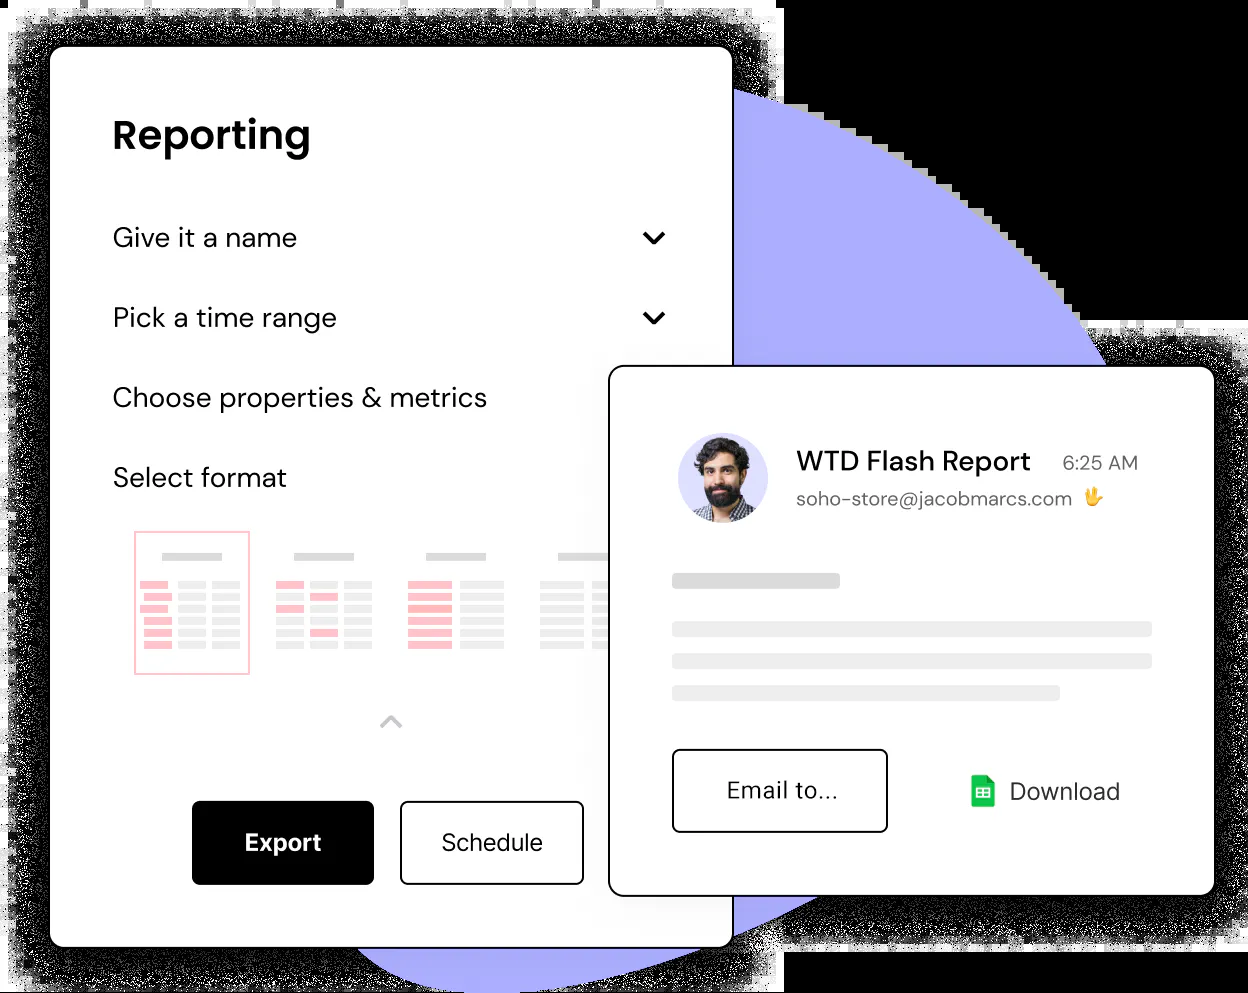 Reporting
Give it a name
Pick a time range
Choose properties & metrics
Select format
Export
Schedule
WTD Flash Report 6:25 AM
soho-store@jacobmarcs.com 🖖
Email to...
Download